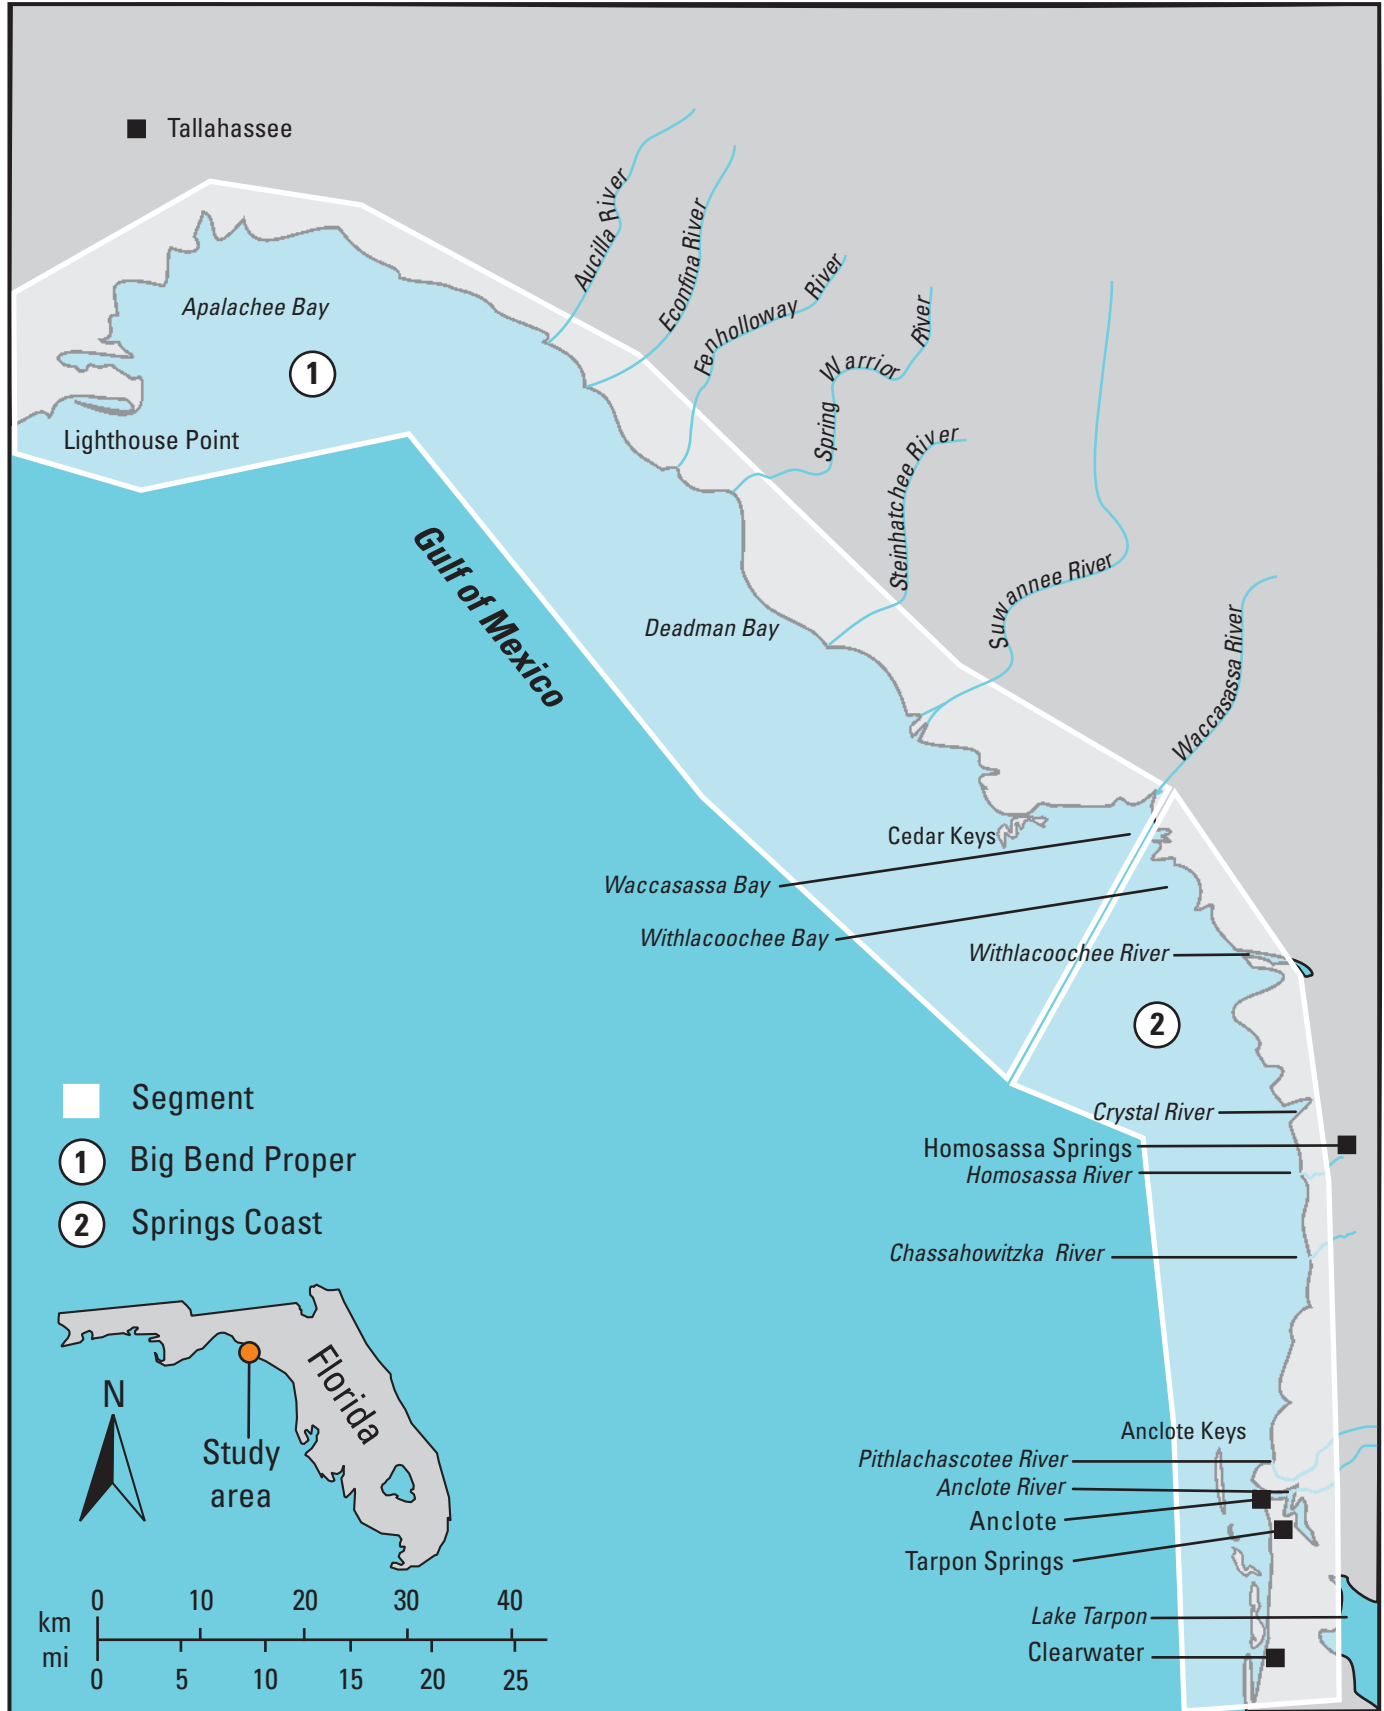 Tallahassee
Aucilla River
Econfina River
Fenholloway River
Spring Warrior River
Steinhatchee River
Suwannee River
Waccasassa River
Apalachee Bay
1
Lighthouse Point
Gulf of Mexico
Deadman Bay
Cedar Keys
Waccasassa Bay
Withlacoochee Bay
Withlacoochee River
2
Crystal River
Homosassa Springs
Homosassa River
Chassahowitzka River
Anclote Keys
Pithlachascotee River
Anclote River
Anclote
Tarpon Springs
Lake Tarpon
Clearwater
Segment
1 Big Bend Proper
2 Springs Coast
Florida
N
Study
area
0 10 20 30 40
km
mi
0 5 10 15 20 25